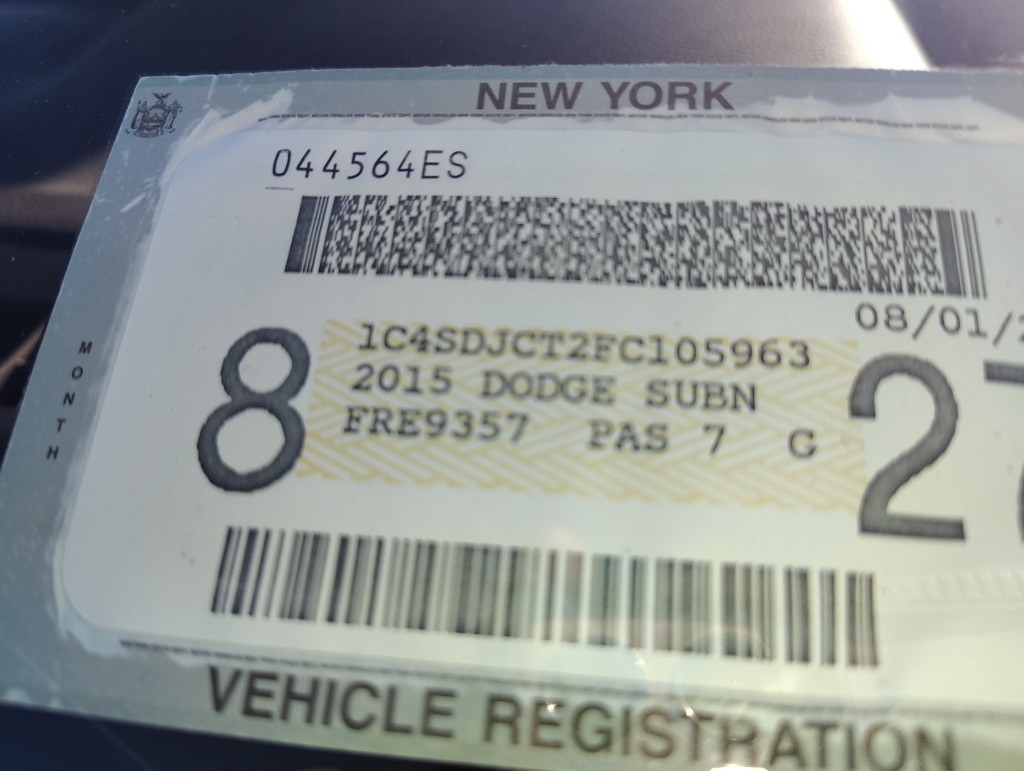 NEW YORK
044564ES
08/01/2
1C4SDJCT2FC105963
2015 DODGE SUBN
FRE9357 PAS 7 G
MONTH
8
2
VEHICLE REGISTRATION